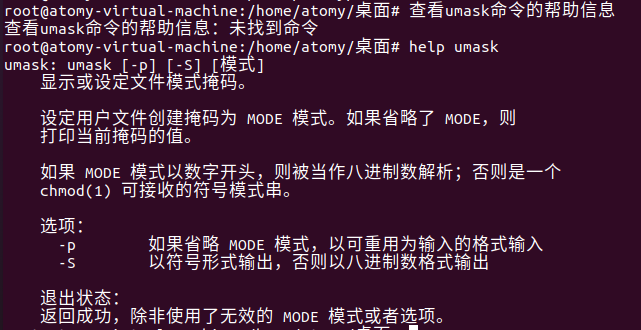 root@atomy-virtual-machine:/home/atomy/桌面# 查看umask命令的帮助信息
查看umask命令的帮助信息：未找到命令
root@atomy-virtual-machine:/home/atomy/桌面# help umask
umask: umask [-p] [-S] [模式]
显示或设定文件模式掩码。
设定用户文件创建掩码为 MODE 模式。如果省略了 MODE，则
打印当前掩码的值。
如果 MODE 模式以数字开头，则被当作八进制数解析；否则是一个
chmod(1) 可接收的符号模式串。
选项：
-p 如果省略 MODE 模式，以可重用为输入的格式输入
-S 以符号形式输出，否则以八进制数格式输出
退出状态：
返回成功，除非使用了无效的 MODE 模式或者选项。